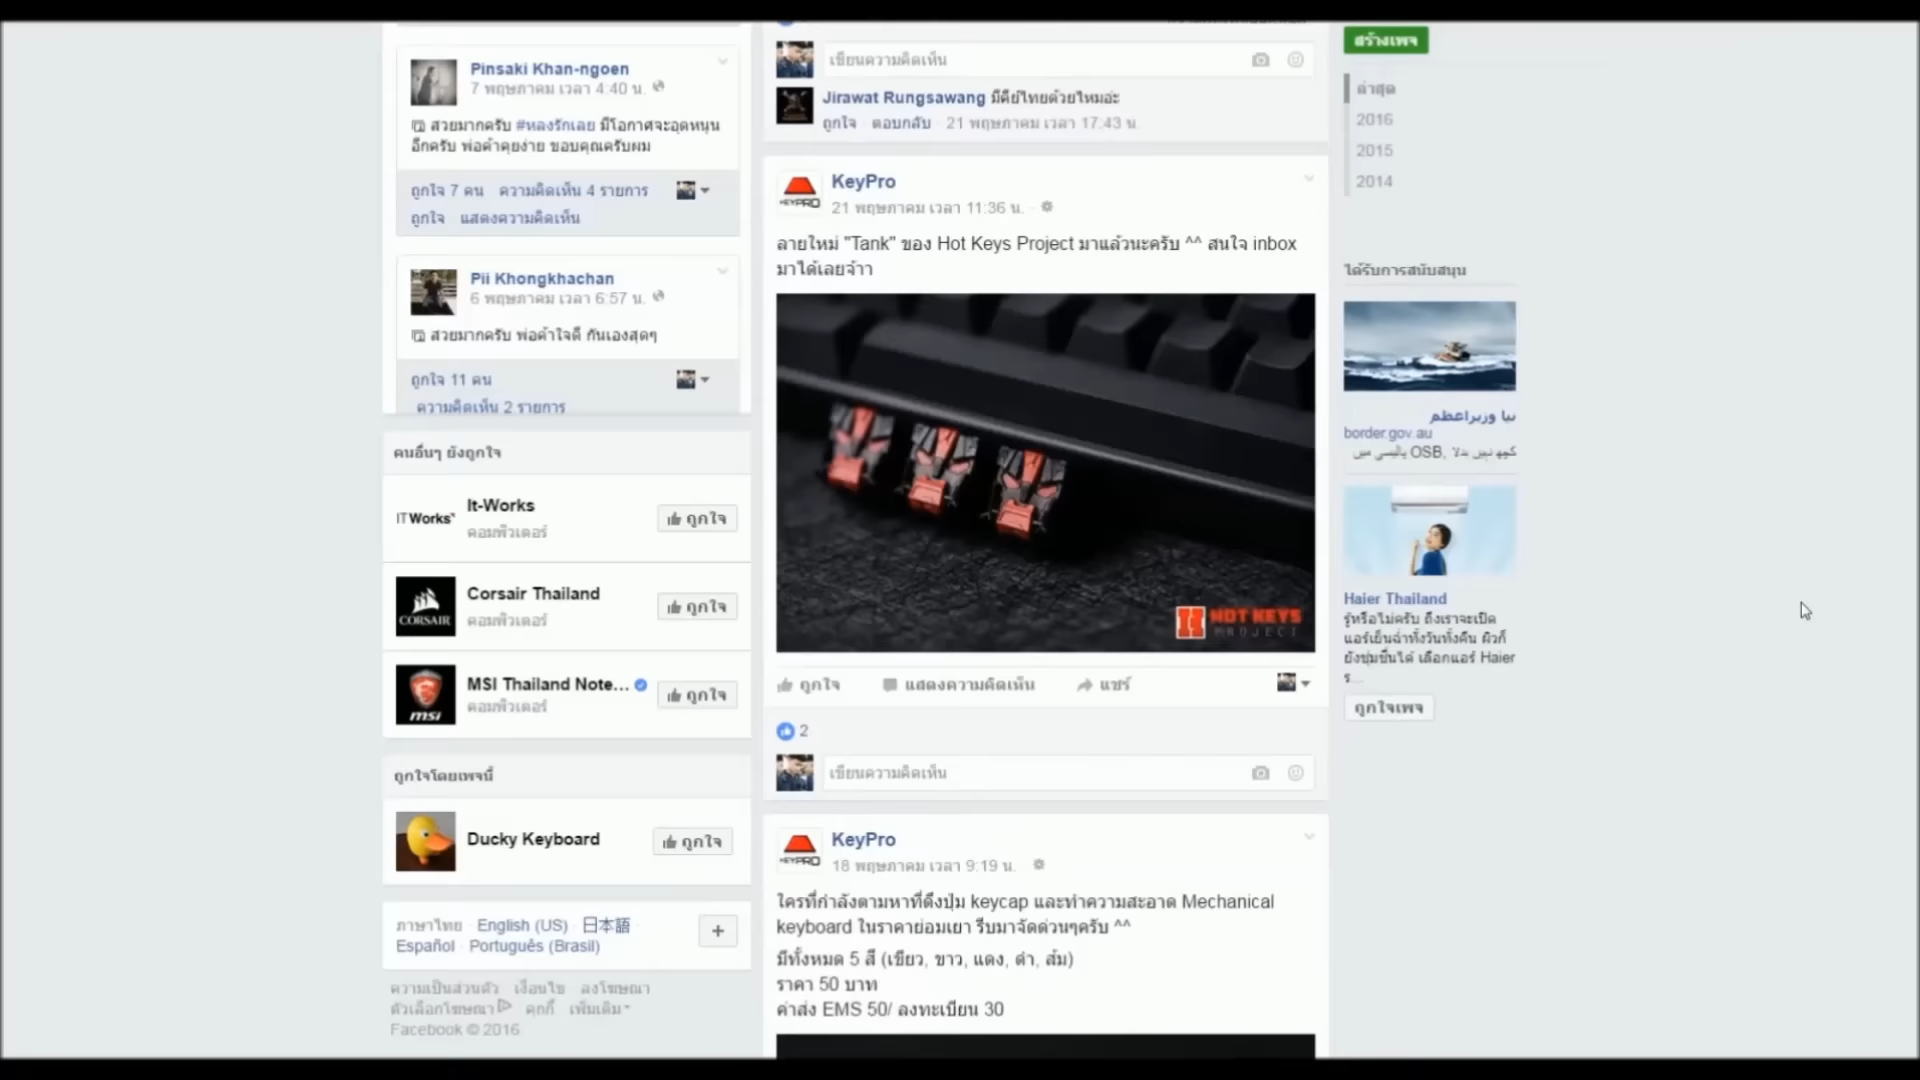 Pinsaki Khan-ngoen
7 พฤษภาคม เวลา 4:40 น.
สวยมากครับ #หลงรักเลย มีโอกาศจะอุดหนุน
อีกครับ พ่อค้าคุยง่าย ขอบคุณครับผม
ถูกใจ 7 คน ความคิดเห็น 4 รายการ
ถูกใจ แสดงความคิดเห็น
Pii Khongkhachan
6 พฤษภาคม เวลา 6:57 น.
สวยมากครับ พ่อค้าใจดี กันเองสุดๆ
ถูกใจ 11 คน
ความคิดเห็น 2 รายการ
คนอื่นๆ ยังถูกใจ
ITWorks
It-Works
คอมพิวเตอร์
ถูกใจ
CORSAIR
Corsair Thailand
คอมพิวเตอร์
ถูกใจ
msi
MSI Thailand Note...
คอมพิวเตอร์
ถูกใจ
ถูกใจโดยเพจนี้
Ducky Keyboard
ถูกใจ
ภาษาไทย · English (US) · 日本語 ·
Español · Português (Brasil)
+
ความเป็นส่วนตัว เงื่อนไข ลงโฆษณา
ตัวเลือกโฆษณา คุกกี้ เพิ่มเติม
Facebook © 2016
เขียนความคิดเห็น
Jirawat Rungsawang มีคีย์ไทยด้วยไหมอ่ะ
ถูกใจ · ตอบกลับ · 21 พฤษภาคม เวลา 17:43 น.
KEYPRO
KeyPro
21 พฤษภาคม เวลา 11:36 น. ·
ลายใหม่ "Tank" ของ Hot Keys Project มาแล้วนะครับ ^^ สนใจ inbox
มาได้เลยจ้าา
HOT KEYS
PROJECT
ถูกใจ แสดงความคิดเห็น แชร์
2
เขียนความคิดเห็น
KEYPRO
KeyPro
18 พฤษภาคม เวลา 9:19 น. ·
ใครที่กำลังตามหาที่ดึงปุ่ม keycap และทำความสะอาด Mechanical
keyboard ในราคาย่อมเยา รีบมาจัดด่วนๆครับ ^^
มีทั้งหมด 5 สี (เขียว, ขาว, แดง, ดำ, ส้ม)
ราคา 50 บาท
ค่าส่ง EMS 50/ ลงทะเบียน 30
สร้างเพจ
ล่าสุด
2016
2015
2014
ได้รับการสนับสนุน
نیا وزیراعظم
border.gov.au
کچھ نہیں بدلا ,OSB پالیسی میں
Haier Thailand
รู้หรือไม่ครับ ถึงเราจะเปิด
แอร์เย็นฉ่ำทั้งวันทั้งคืน ผิวก็
ยังชุ่มชื่นได้ เลือกแอร์ Haier
ร...
ถูกใจเพจ